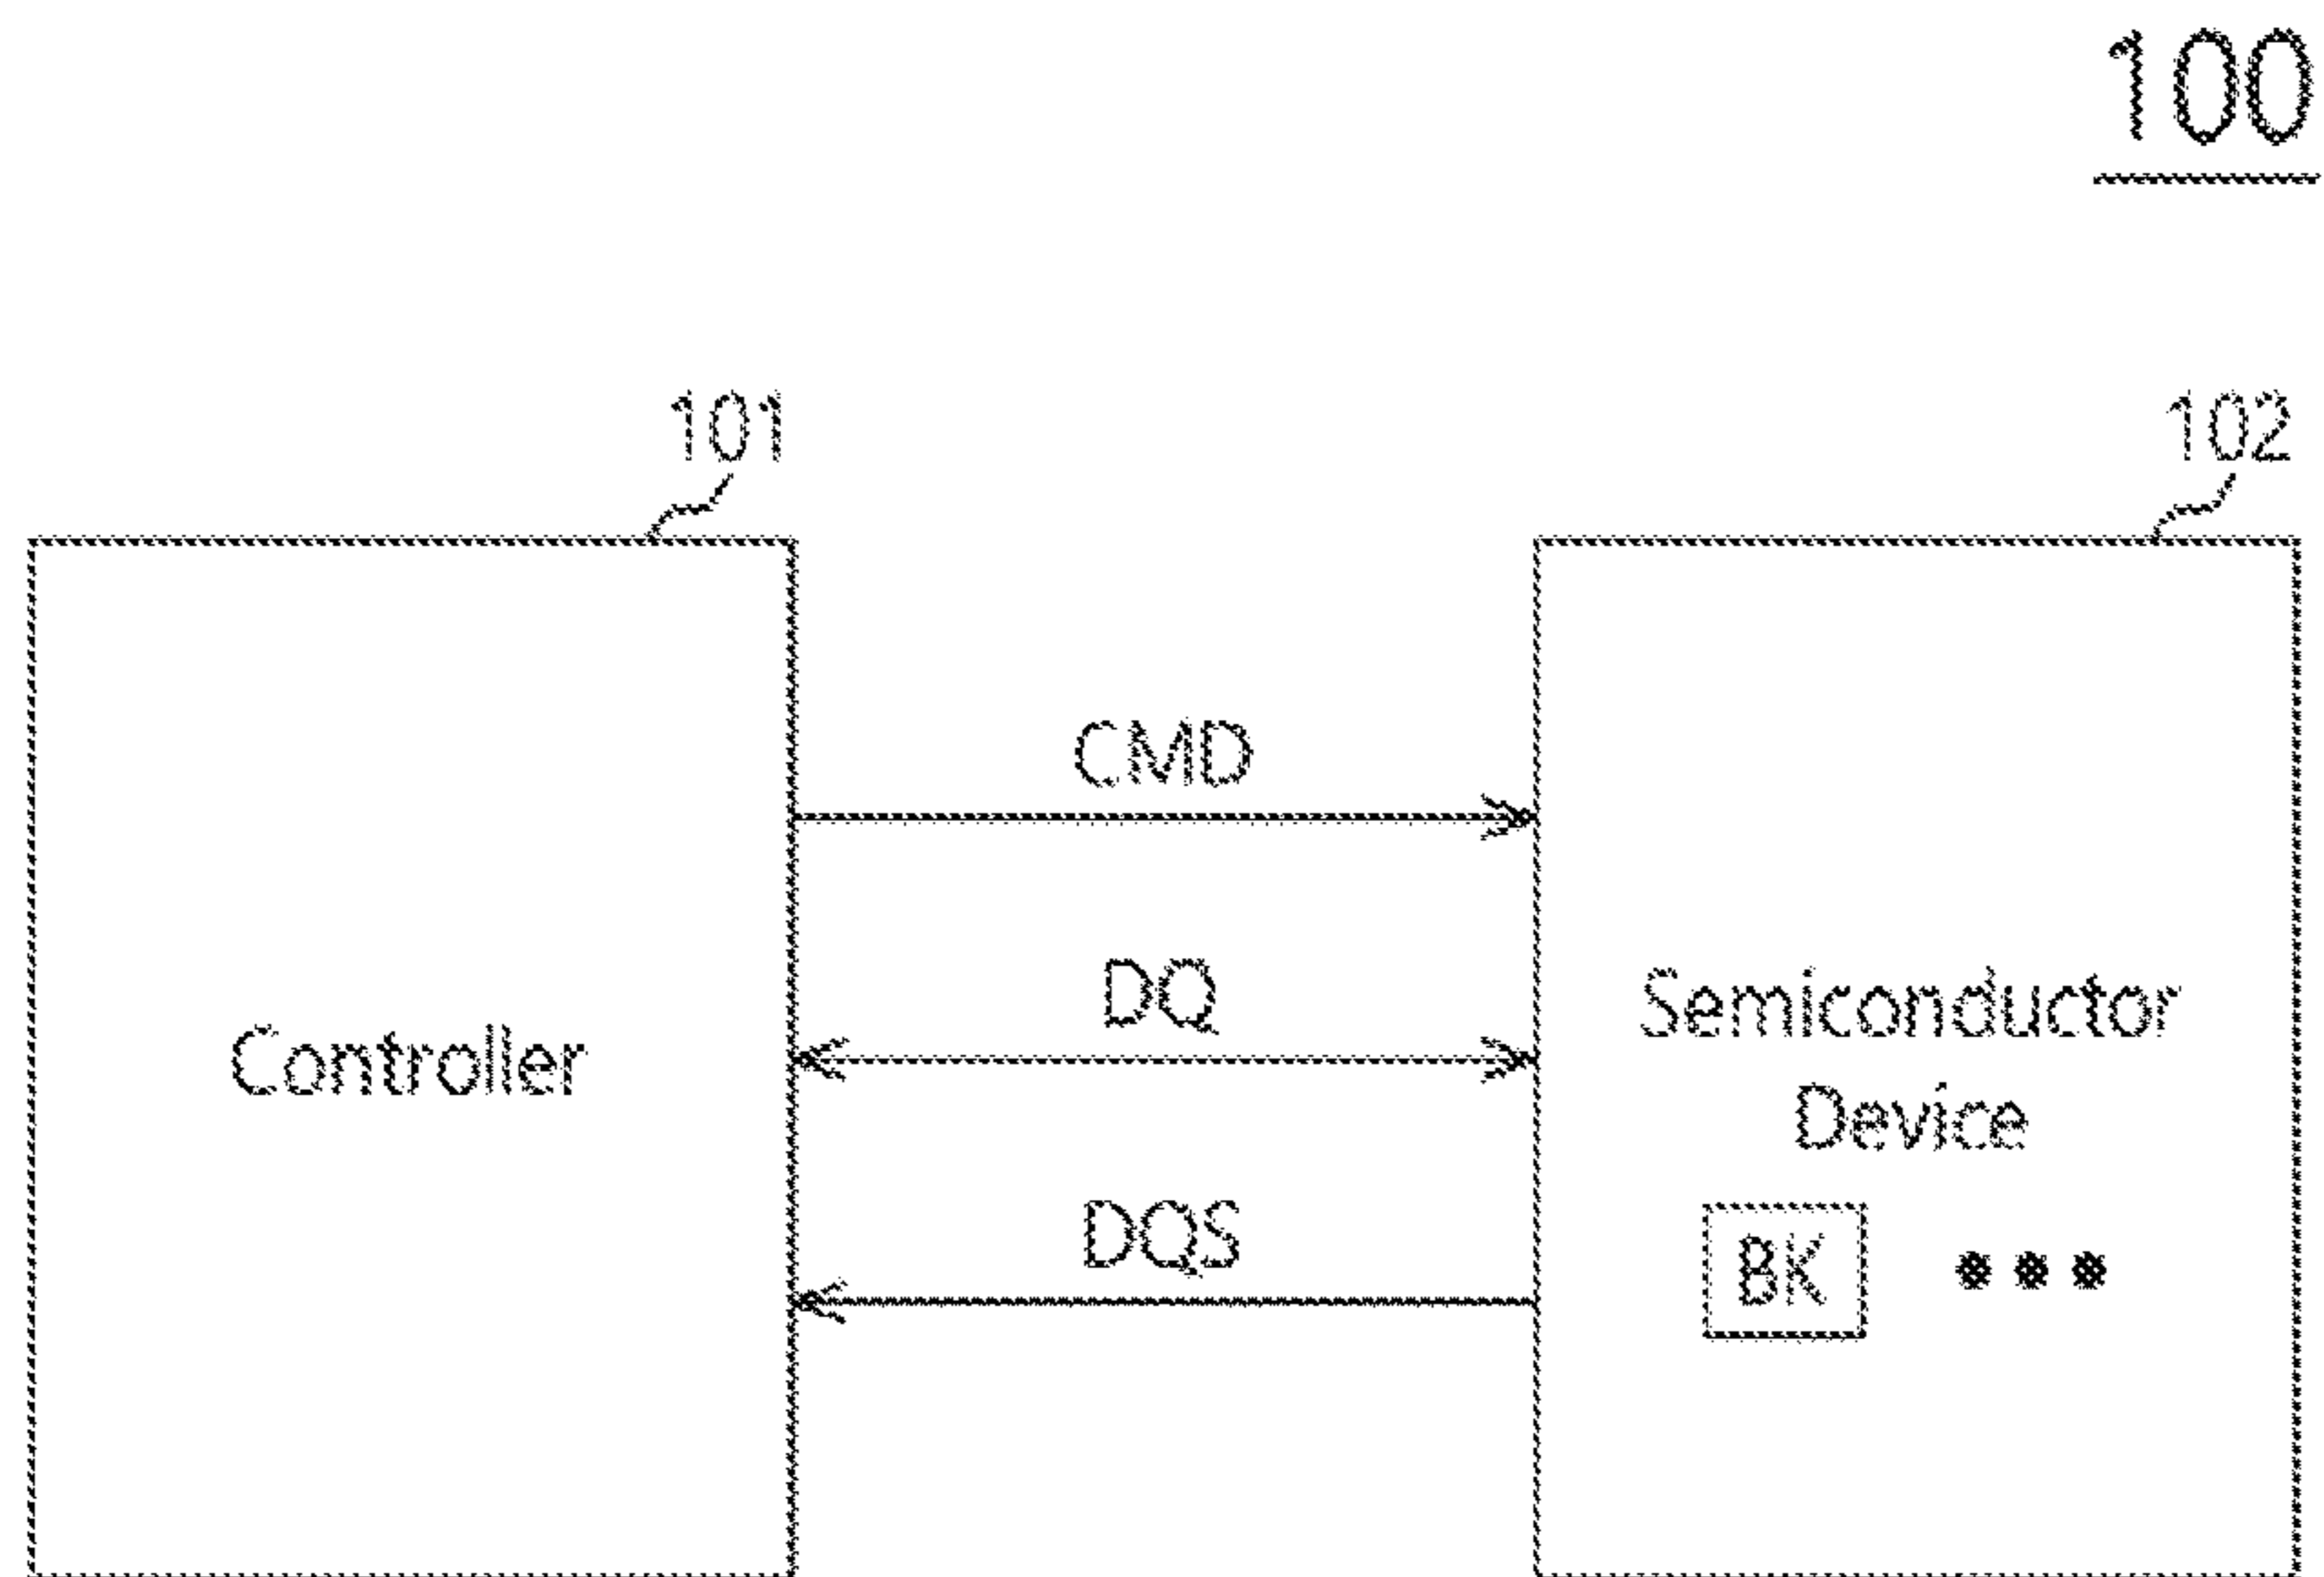 100
101
102
CMD
DQ
Controller
Semiconductor
Device
DQS
BK